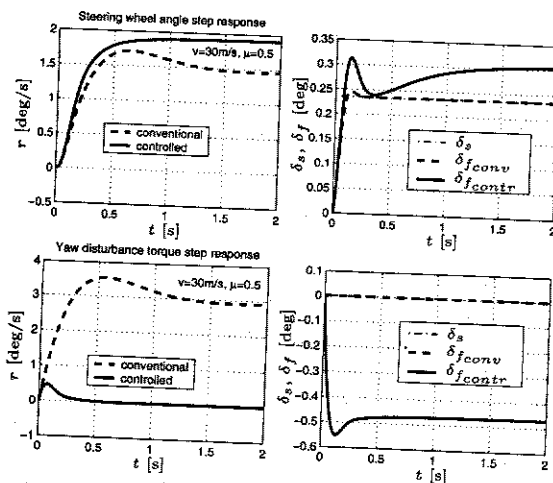 Steering wheel angle step response
2
1.5
1
0.5
0
−0.5
r [deg/s]
v=30m/s, μ=0.5
conventional
controlled
0 0.5 1 1.5 2
t [s]
0.35
0.3
0.25
0.2
0.15
0.1
0.05
0
δs, δf [deg]
δs
δfconv
δfcontr
0 0.5 1 1.5 2
t [s]
Yaw disturbance torque step response
4
3
2
1
0
−1
r [deg/s]
v=30m/s, μ=0.5
conventional
controlled
0 0.5 1 1.5 2
t [s]
0.1
0
−0.1
−0.2
−0.3
−0.4
−0.5
−0.6
δs, δf [deg]
δs
δfconv
δfcontr
0 0.5 1 1.5 2
t [s]